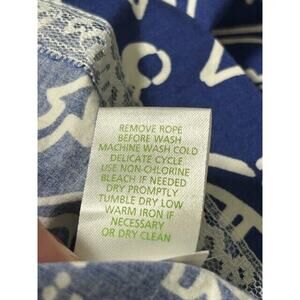 REMOVE ROPE
BEFORE WASH
MACHINE WASH COLD
DELICATE CYCLE
USE NON-CHLORINE
BLEACH IF NEEDED
DRY PROMPTLY
TUMBLE DRY LOW
WARM IRON IF
NECESSARY
OR DRY CLEAN